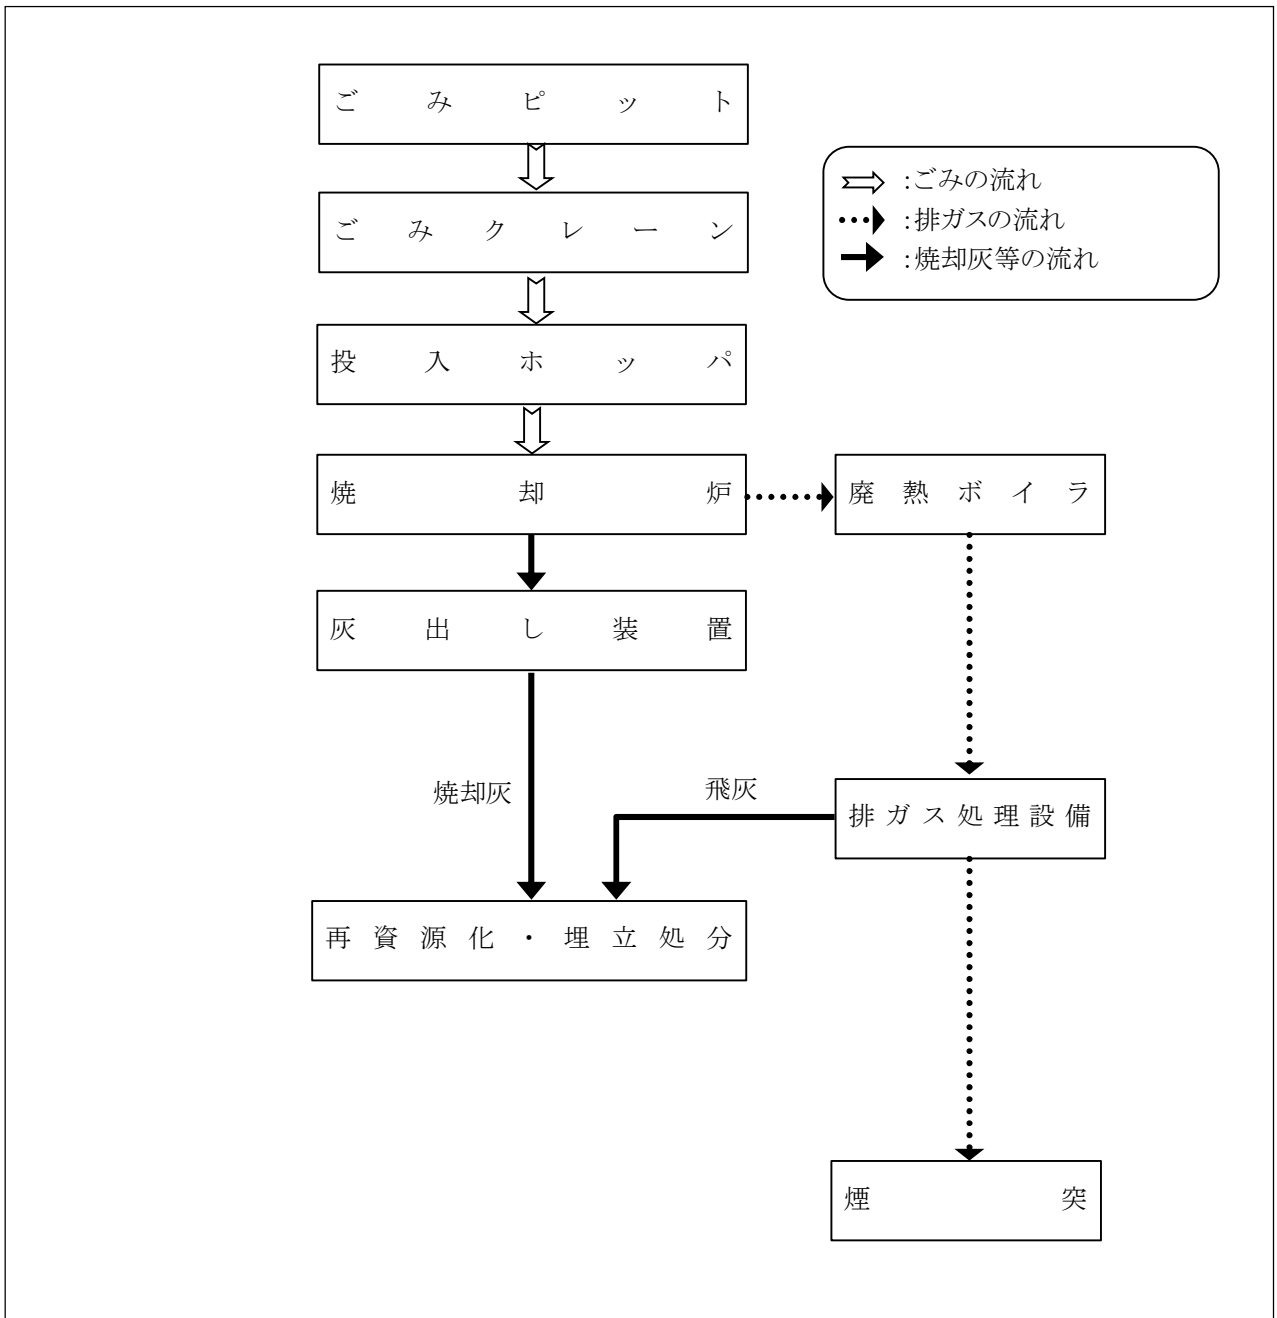 ごみピット
ごみクレーン
投入ホッパ
焼却炉
灰出し装置
焼却灰
飛灰
再資源化・埋立処分
廃熱ボイラ
排ガス処理設備
煙突
:ごみの流れ
:排ガスの流れ
:焼却灰等の流れ